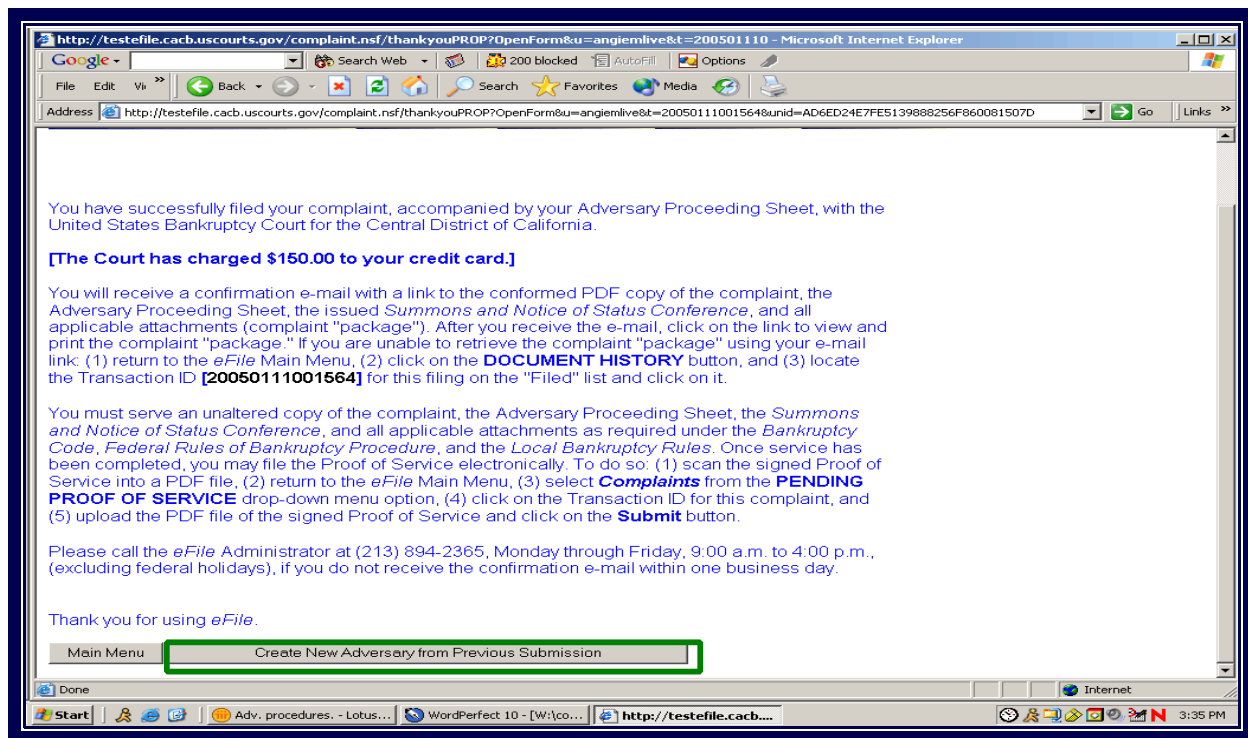 http://testefile.cacb.uscourts.gov/complaint.nsf/thankyouPROP?OpenForm&u=angiemlive&t=200501110 - Microsoft Internet Explorer
Google Search Web 200 blocked AutoFill Options
File Edit Vi » Back Search Favorites Media
Address http://testefile.cacb.uscourts.gov/complaint.nsf/thankyouPROP?OpenForm&u=angiemlive&t=20050111001564&unid=AD6ED24E7FE5139888256F860081507D Go Links »
You have successfully filed your complaint, accompanied by your Adversary Proceeding Sheet, with the
United States Bankruptcy Court for the Central District of California.
[The Court has charged $150.00 to your credit card.]
You will receive a confirmation e-mail with a link to the conformed PDF copy of the complaint, the
Adversary Proceeding Sheet, the issued Summons and Notice of Status Conference, and all
applicable attachments (complaint "package"). After you receive the e-mail, click on the link to view and
print the complaint "package." If you are unable to retrieve the complaint "package" using your e-mail
link: (1) return to the eFile Main Menu, (2) click on the DOCUMENT HISTORY button, and (3) locate
the Transaction ID [20050111001564] for this filing on the "Filed" list and click on it.
You must serve an unaltered copy of the complaint, the Adversary Proceeding Sheet, the Summons
and Notice of Status Conference, and all applicable attachments as required under the Bankruptcy
Code, Federal Rules of Bankruptcy Procedure, and the Local Bankruptcy Rules. Once service has
been completed, you may file the Proof of Service electronically. To do so: (1) scan the signed Proof of
Service into a PDF file, (2) return to the eFile Main Menu, (3) select Complaints from the PENDING
PROOF OF SERVICE drop-down menu option, (4) click on the Transaction ID for this complaint, and
(5) upload the PDF file of the signed Proof of Service and click on the Submit button.
Please call the eFile Administrator at (213) 894-2365, Monday through Friday, 9:00 a.m. to 4:00 p.m.,
(excluding federal holidays), if you do not receive the confirmation e-mail within one business day.
Thank you for using eFile.
Main Menu Create New Adversary from Previous Submission
Done Internet
Start Adv. procedures. - Lotus... WordPerfect 10 - [W:\co... http://testefile.cacb.... N 3:35 PM